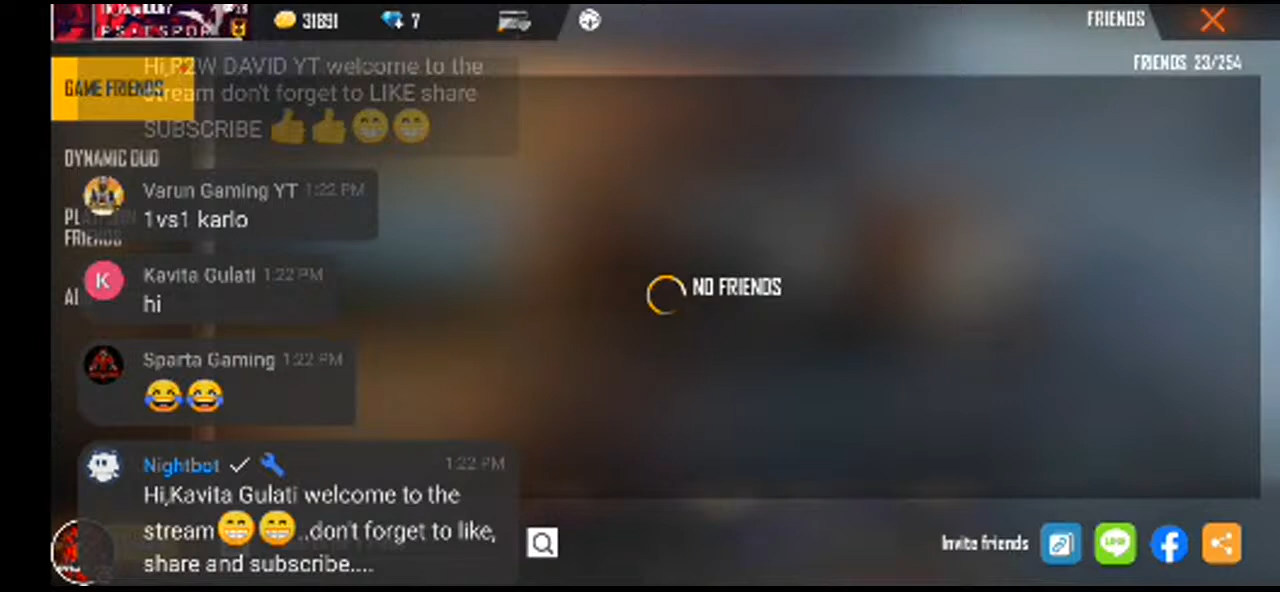 31891
7
FRIENDS
FRIENDS 23/254
GAME FRIENDS
Hi,R2W DAVID YT welcome to the
stream don't forget to LIKE share
SUBSCRIBE 👍👍😁😁
DYNAMIC DUO
Varun Gaming YT 1:22 PM
1vs1 karlo
FRIENDS
Kavita Gulati 1:22 PM
K
hi
NO FRIENDS
Sparta Gaming 1:22 PM
😂😂
Nightbot 1:22 PM
Hi,Kavita Gulati welcome to the
stream😁😁..don't forget to like,
share and subscribe....
Invite friends
LINE